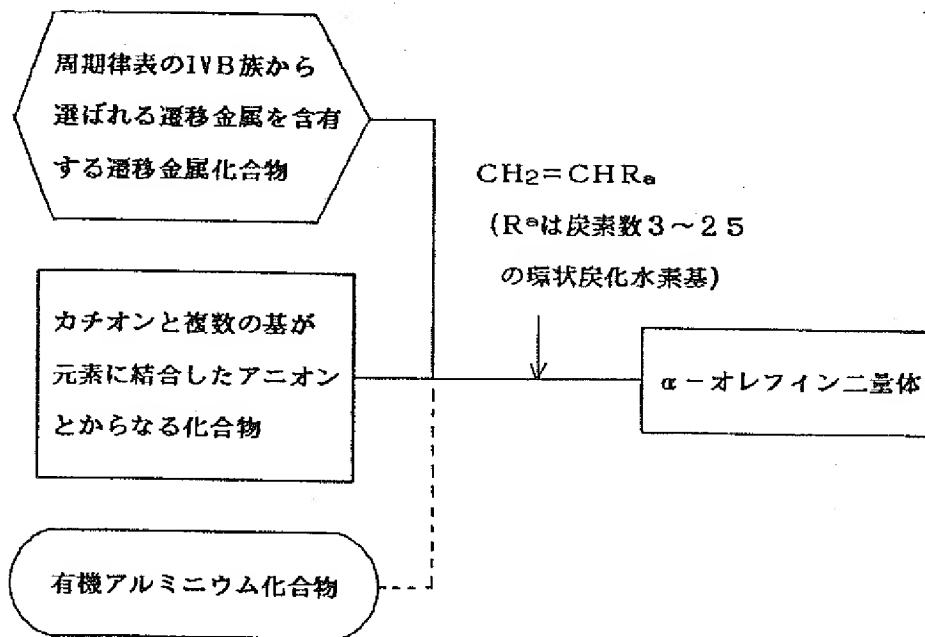 周期律表のIVB族から
選ばれる遷移金属を含有
する遷移金属化合物
CH₂=CHRₐ
(Rᵃは炭素数3〜25
の環状炭化水素基)
カチオンと複数の基が
元素に結合したアニオン
とからなる化合物
α−オレフィン二量体
有機アルミニウム化合物